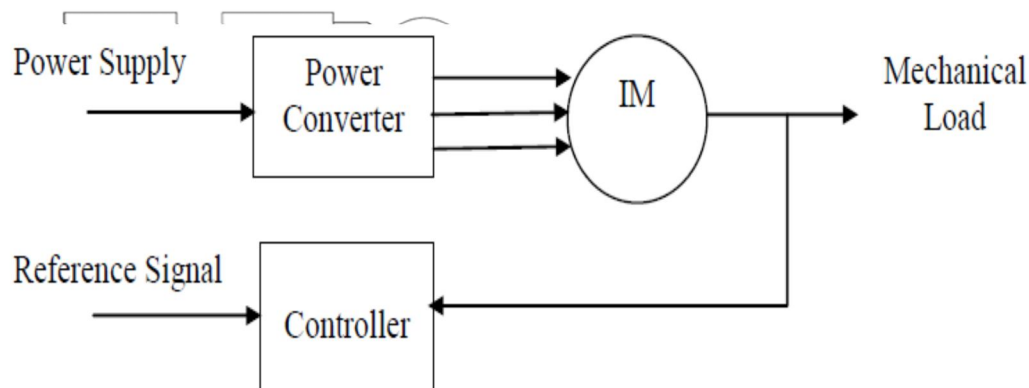 Power Supply
Power
Converter
IM
Mechanical
Load
Reference Signal
Controller